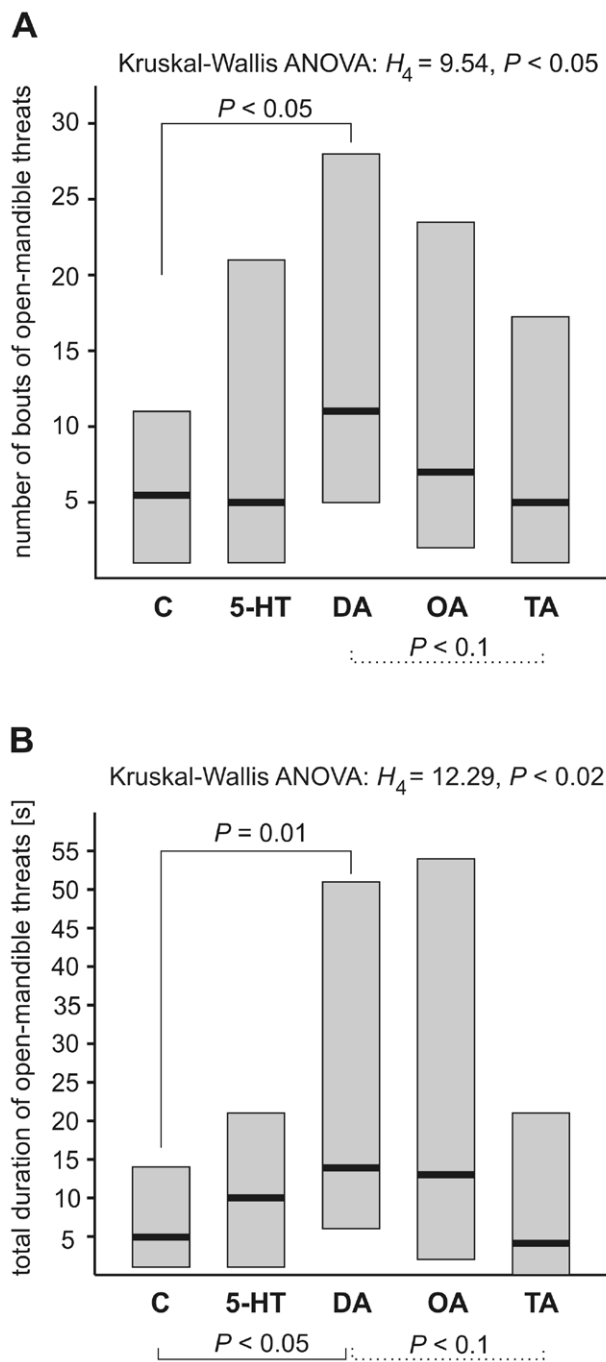 A
Kruskal-Wallis ANOVA: H4 = 9.54, P < 0.05
number of bouts of open-mandible threats
P < 0.05
30
25
20
15
10
5
C 5-HT DA OA TA
P < 0.1
B
Kruskal-Wallis ANOVA: H4 = 12.29, P < 0.02
total duration of open-mandible threats [s]
P = 0.01
55
50
45
40
35
30
25
20
15
10
5
C 5-HT DA OA TA
P < 0.05 P < 0.1